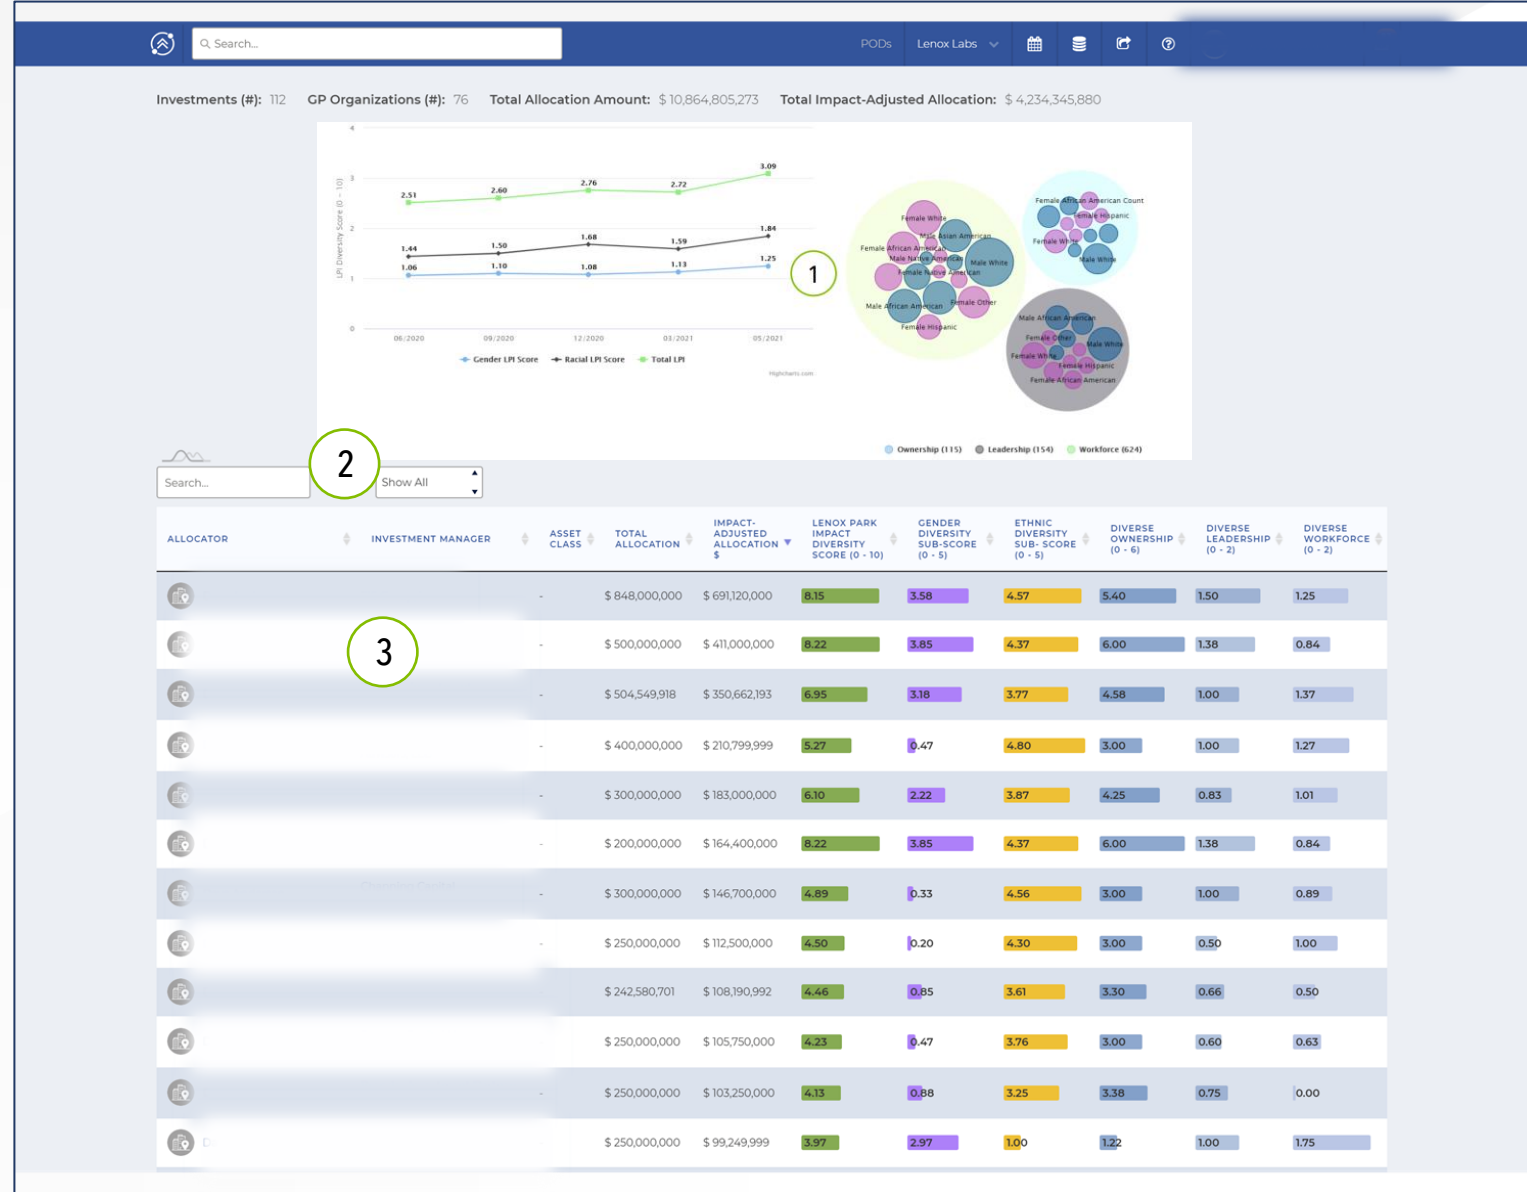 Search...
PODs Lenox Labs
Investments (#): 112 GP Organizations (#): 76 Total Allocation Amount: $ 10,864,805,273 Total Impact-Adjusted Allocation: $ 4,234,345,880
LPI Diversity Score (0 - 10)
4
3
2
1
0
2.51 2.60 2.76 2.72 3.09
1.44 1.50 1.68 1.59 1.84
1.06 1.10 1.08 1.13 1.25
06/2020 09/2020 12/2020 03/2021 05/2021
Gender LPI Score Racial LPI Score Total LPI
Highcharts.com
1
Female White
Male Asian American
Female African American
Male Native American
Male White
Female Native American
Male African American
Female Other
Female Hispanic
Female African American Count
Female Hispanic
Female White
Male White
Male African American
Female Other
Male White
Female White
Female Hispanic
Female African American
Ownership (115) Leadership (154) Workforce (624)
2
Search...
Show All
ALLOCATOR
INVESTMENT MANAGER
ASSET
CLASS
TOTAL
ALLOCATION
IMPACT-
ADJUSTED
ALLOCATION
$
LENOX PARK
IMPACT
DIVERSITY
SCORE (0 - 10)
GENDER
DIVERSITY
SUB-SCORE
(0 - 5)
ETHNIC
DIVERSITY
SUB- SCORE
(0 - 5)
DIVERSE
OWNERSHIP
(0 - 6)
DIVERSE
LEADERSHIP
(0 - 2)
DIVERSE
WORKFORCE
(0 - 2)
- $ 848,000,000 $ 691,120,000 8.15 3.58 4.57 5.40 1.50 1.25
3
- $ 500,000,000 $ 411,000,000 8.22 3.85 4.37 6.00 1.38 0.84
- $ 504,549,918 $ 350,662,193 6.95 3.18 3.77 4.58 1.00 1.37
- $ 400,000,000 $ 210,799,999 5.27 0.47 4.80 3.00 1.00 1.27
- $ 300,000,000 $ 183,000,000 6.10 2.22 3.87 4.25 0.83 1.01
- $ 200,000,000 $ 164,400,000 8.22 3.85 4.37 6.00 1.38 0.84
- $ 300,000,000 $ 146,700,000 4.89 0.33 4.56 3.00 1.00 0.89
- $ 250,000,000 $ 112,500,000 4.50 0.20 4.30 3.00 0.50 1.00
$ 242,580,701 $ 108,190,992 4.46 0.85 3.61 3.30 0.66 0.50
$ 250,000,000 $ 105,750,000 4.23 0.47 3.76 3.00 0.60 0.63
- $ 250,000,000 $ 103,250,000 4.13 0.88 3.25 3.38 0.75 0.00
$ 250,000,000 $ 99,249,999 3.97 2.97 1.00 1.22 1.00 1.75